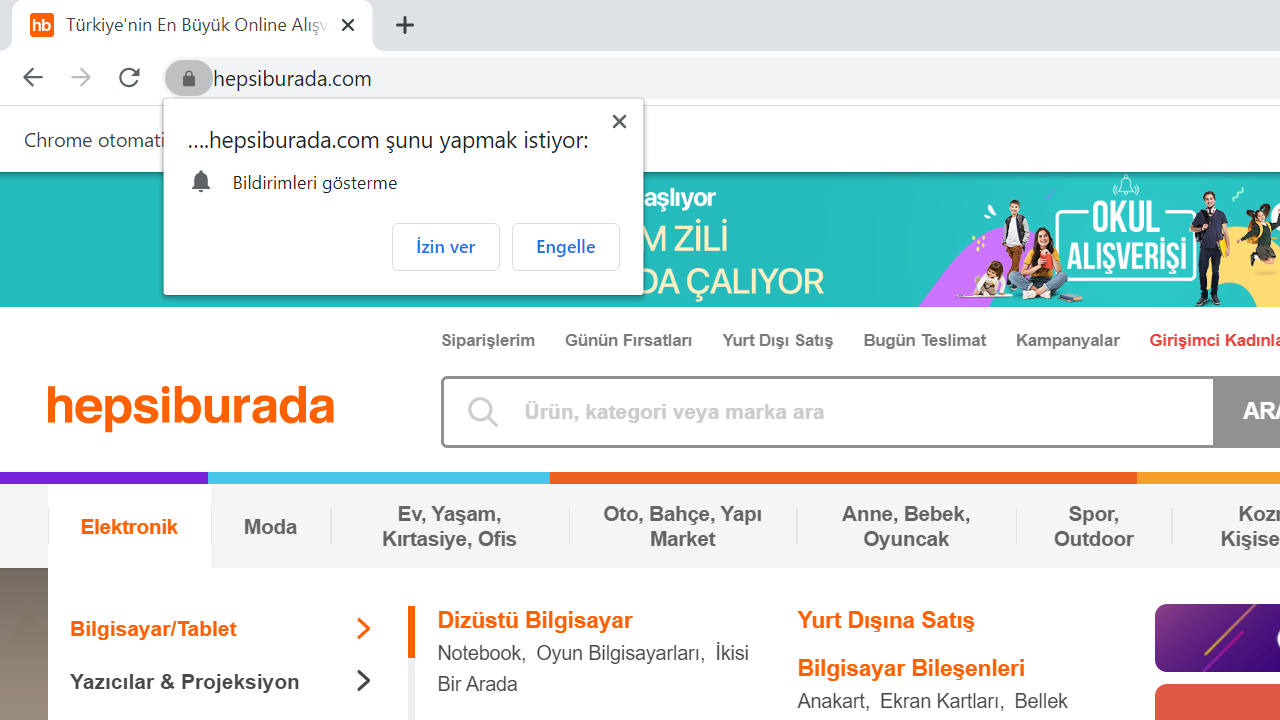 hb Türkiye'nin En Büyük Online Alışv
hepsiburada.com
Chrome otomati
....hepsiburada.com şunu yapmak istiyor:
Bildirimleri gösterme
İzin ver Engelle
aşlıyor
M ZİLİ
DA ÇALIYOR
OKUL
ALIŞVERİŞİ
Siparişlerim Günün Fırsatları Yurt Dışı Satış Bugün Teslimat Kampanyalar Girişimci Kadınla
hepsiburada
Ürün, kategori veya marka ara
ARA
Elektronik
Moda
Ev, Yaşam,
Kırtasiye, Ofis
Oto, Bahçe, Yapı
Market
Anne, Bebek,
Oyuncak
Spor,
Outdoor
Kozm
Kişise
Bilgisayar/Tablet
Yazıcılar & Projeksiyon
Dizüstü Bilgisayar
Notebook, Oyun Bilgisayarları, İkisi
Bir Arada
Yurt Dışına Satış
Bilgisayar Bileşenleri
Anakart, Ekran Kartları, Bellek